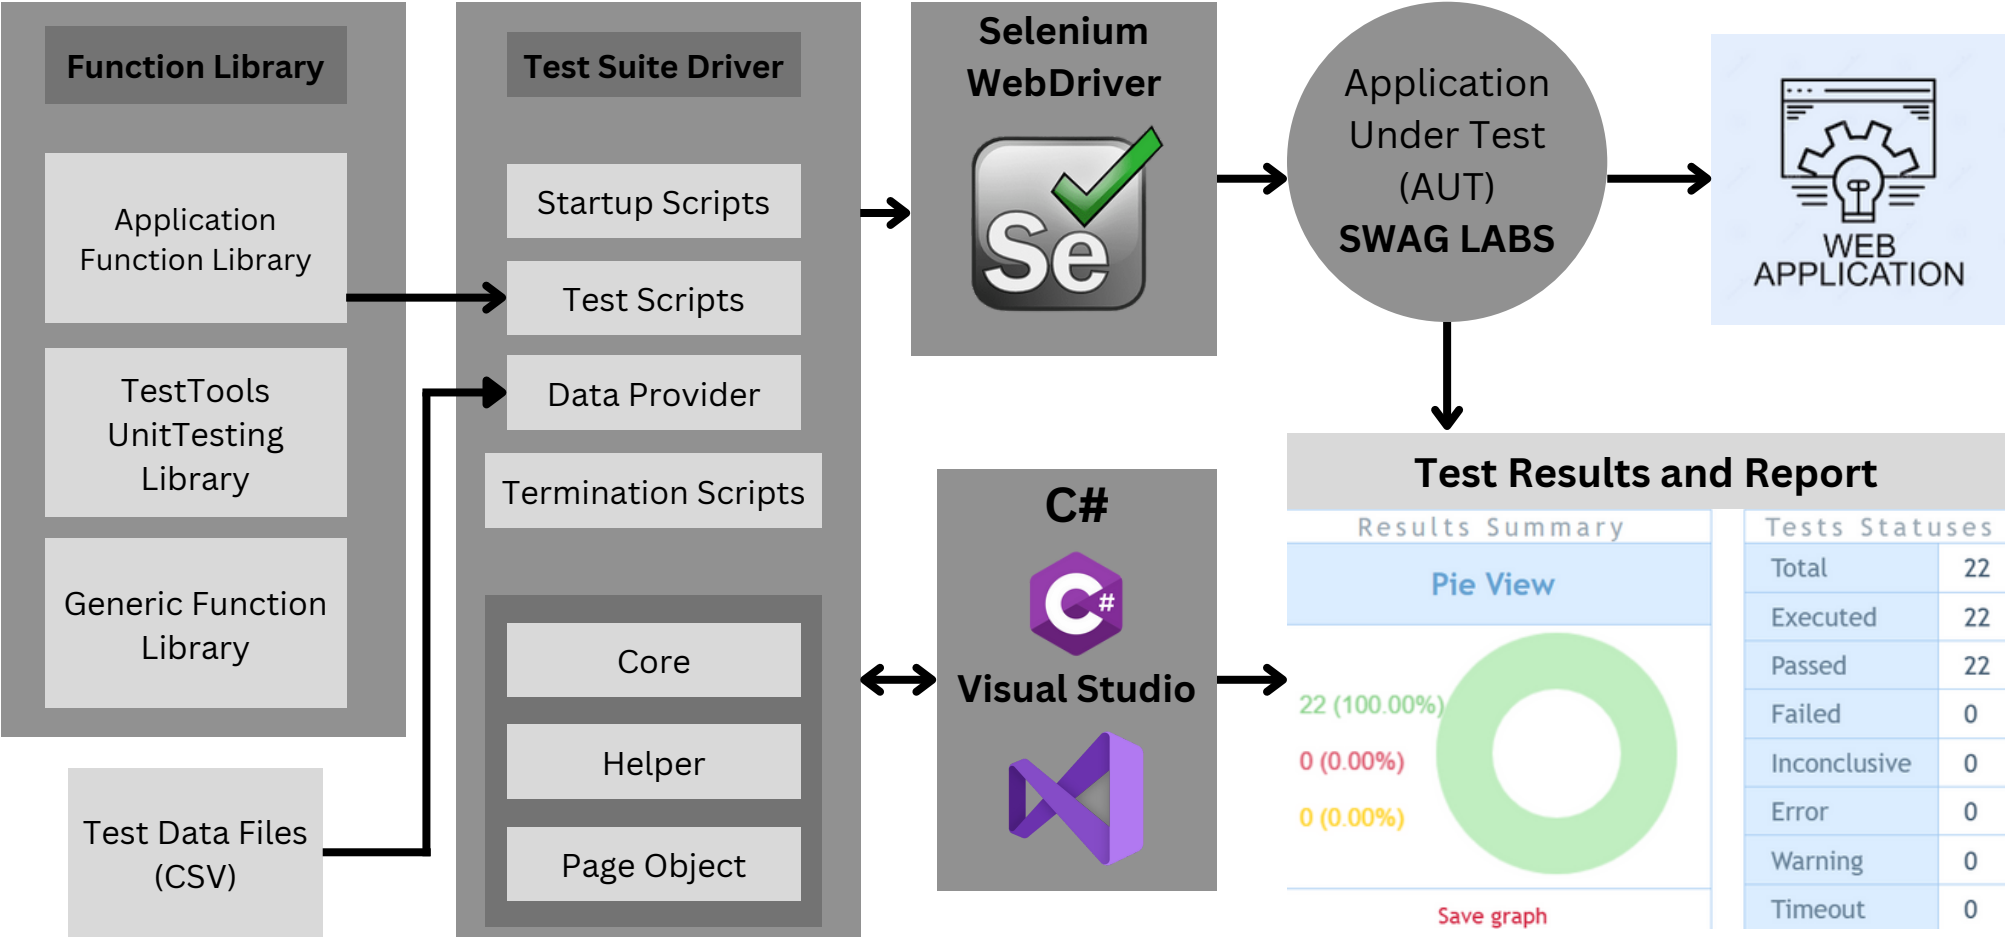 Function Library
Application
Function Library
TestTools
UnitTesting
Library
Generic Function
Library
Test Data Files
(CSV)
Test Suite Driver
Startup Scripts
Test Scripts
Data Provider
Termination Scripts
Core
Helper
Page Object
Selenium
WebDriver
Se
C#
C#
Visual Studio
Application
Under Test
(AUT)
SWAG LABS
WEB
APPLICATION
Test Results and Report
Results Summary
Pie View
22 (100.00%)
0 (0.00%)
0 (0.00%)
Save graph
Tests Statuses
Total 22
Executed 22
Passed 22
Failed 0
Inconclusive 0
Error 0
Warning 0
Timeout 0